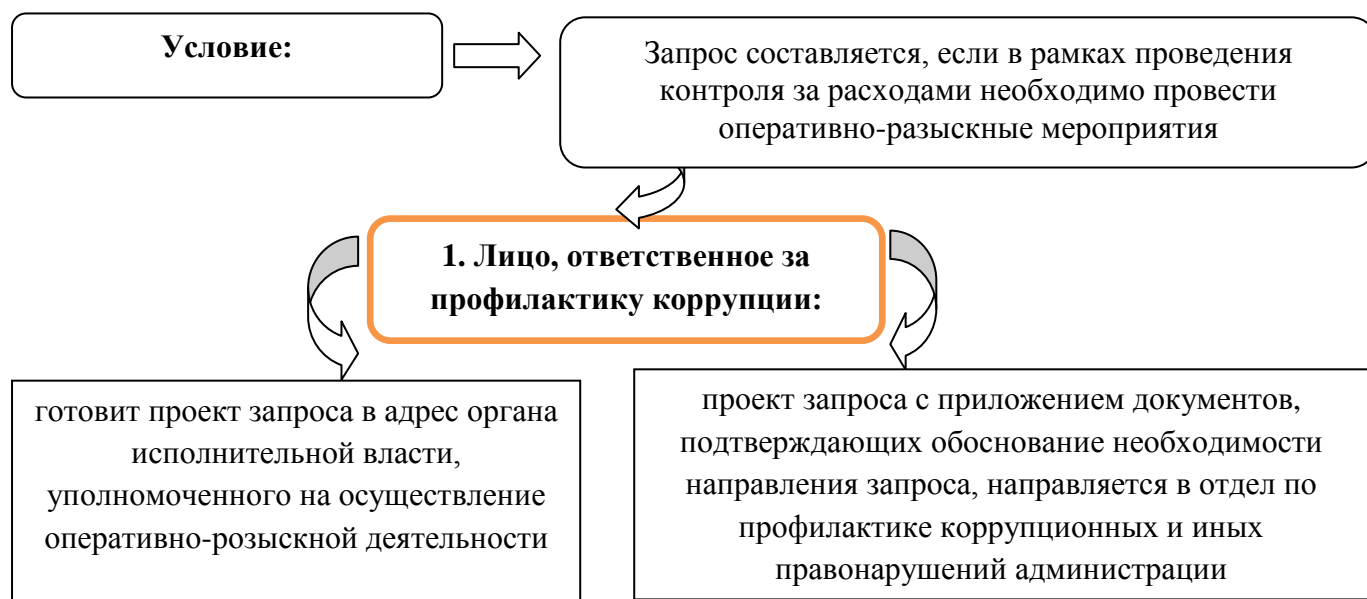 Условие:
Запрос составляется, если в рамках проведения
контроля за расходами необходимо провести
оперативно-разыскные мероприятия
1. Лицо, ответственное за
профилактику коррупции:
готовит проект запроса в адрес органа
исполнительной власти,
уполномоченного на осуществление
оперативно-розыскной деятельности
проект запроса с приложением документов,
подтверждающих обоснование необходимости
направления запроса, направляется в отдел по
профилактике коррупционных и иных
правонарушений администрации